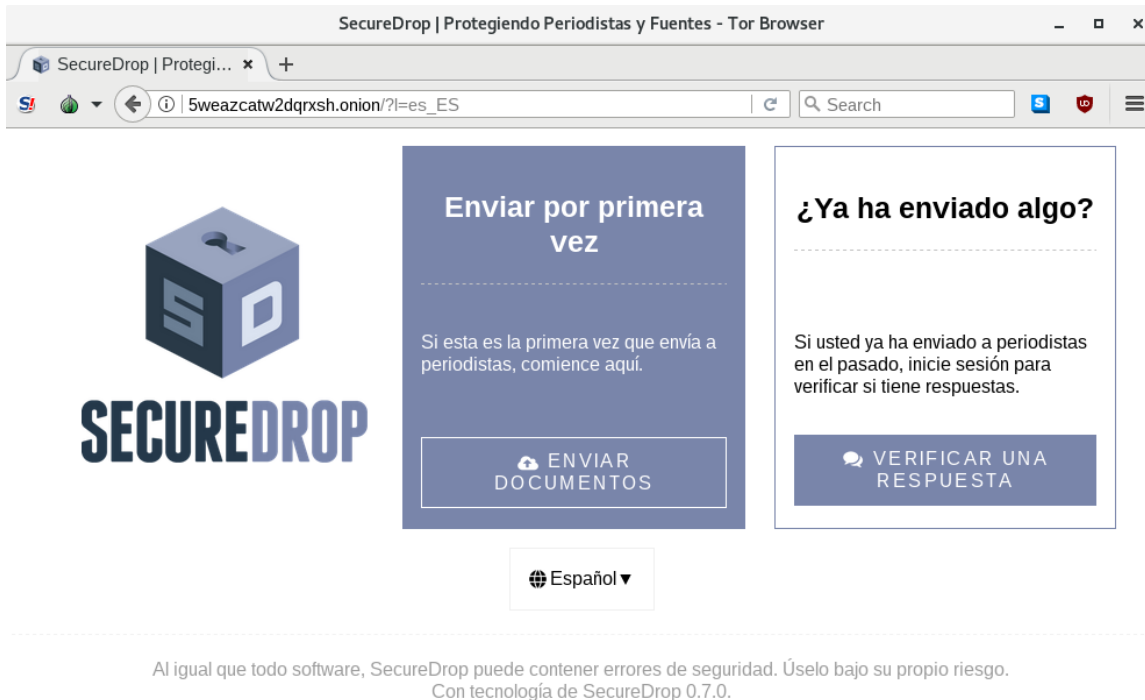 SecureDrop | Protegiendo Periodistas y Fuentes - Tor Browser
SecureDrop | Protegi…
5weazcatw2dqrxsh.onion/?l=es_ES
Search
S D
SECUREDROP
Enviar por primera
vez
Si esta es la primera vez que envía a
periodistas, comience aquí.
ENVIAR
DOCUMENTOS
¿Ya ha enviado algo?
Si usted ya ha enviado a periodistas
en el pasado, inicie sesión para
verificar si tiene respuestas.
VERIFICAR UNA
RESPUESTA
Español
Al igual que todo software, SecureDrop puede contener errores de seguridad. Úselo bajo su propio riesgo.
Con tecnología de SecureDrop 0.7.0.